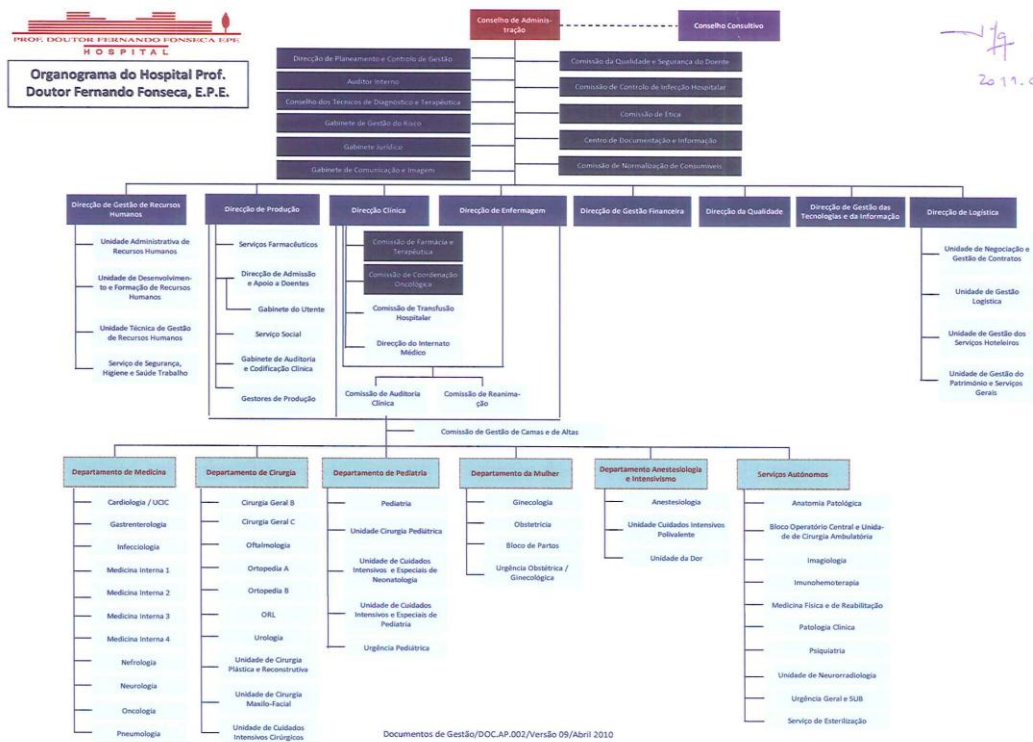 PROF. DOUTOR FERNANDO FONSECA EPE
HOSPITAL
Organograma do Hospital Prof.
Doutor Fernando Fonseca, E.P.E.
Conselho de Adminis-
tração
Conselho Consultivo
Direcção de Planeamento e Controlo de Gestão
Auditor Interno
Conselho dos Técnicos de Diagnóstico e Terapêutica
Gabinete de Gestão do Risco
Gabinete Jurídico
Gabinete de Comunicação e Imagem
Comissão da Qualidade e Segurança do Doente
Comissão de Controlo de Infecção Hospitalar
Comissão de Ética
Centro de Documentação e Informação
Comissão de Normalização de Consumíveis
Direcção de Gestão de Recursos
Humanos
Direcção de Produção
Direcção Clínica
Direcção de Enfermagem
Direcção de Gestão Financeira
Direcção da Qualidade
Direcção de Gestão das
Tecnologias e da Informação
Direcção de Logística
Unidade Administrativa de
Recursos Humanos
Unidade de Desenvolvimen-
to e Formação de Recursos
Humanos
Unidade Técnica de Gestão
de Recursos Humanos
Serviço de Segurança,
Higiene e Saúde Trabalho
Serviços Farmacêuticos
Direcção de Admissão
e Apoio a Doentes
Gabinete do Utente
Serviço Social
Gabinete de Auditoria
e Codificação Clínica
Gestores de Produção
Comissão de Farmácia e
Terapêutica
Comissão de Coordenação
Oncológica
Comissão de Transfusão
Hospitalar
Direcção do Internato
Médico
Comissão de Auditoria
Clínica
Comissão de Reanima-
ção
Unidade de Negociação e
Gestão de Contratos
Unidade de Gestão
Logística
Unidade de Gestão dos
Serviços Hoteleiros
Unidade de Gestão do
Património e Serviços
Gerais
Comissão de Gestão de Camas e de Altas
Departamento de Medicina
Cardiologia / UCIC
Gastrenterologia
Infecciologia
Medicina Interna 1
Medicina Interna 2
Medicina Interna 3
Medicina Interna 4
Nefrologia
Neurologia
Oncologia
Pneumologia
Departamento de Cirurgia
Cirurgia Geral B
Cirurgia Geral C
Oftalmologia
Ortopedia A
Ortopedia B
ORL
Urologia
Unidade de Cirurgia
Plástica e Reconstrutiva
Unidade de Cirurgia
Maxilo-Facial
Unidade de Cuidados
Intensivos Cirúrgicos
Departamento de Pediatria
Pediatria
Unidade Cirurgia Pediátrica
Unidade de Cuidados
Intensivos e Especiais de
Neonatologia
Unidade de Cuidados
Intensivos e Especiais de
Pediatria
Urgência Pediátrica
Departamento da Mulher
Ginecologia
Obstetrícia
Bloco de Partos
Urgência Obstétrica /
Ginecológica
Departamento Anestesiologia
e Intensivismo
Anestesiologia
Unidade Cuidados Intensivos
Polivalente
Unidade da Dor
Serviços Autónomos
Anatomia Patológica
Bloco Operatório Central e Unida-
de de Cirurgia Ambulatória
Imagiologia
Imunohemoterapia
Medicina Física e de Reabilitação
Patologia Clínica
Psiquiatria
Unidade de Neurorradiologia
Urgência Geral e SUB
Serviço de Esterilização
Documentos de Gestão/DOC.AP.002/Versão 09/Abril 2010